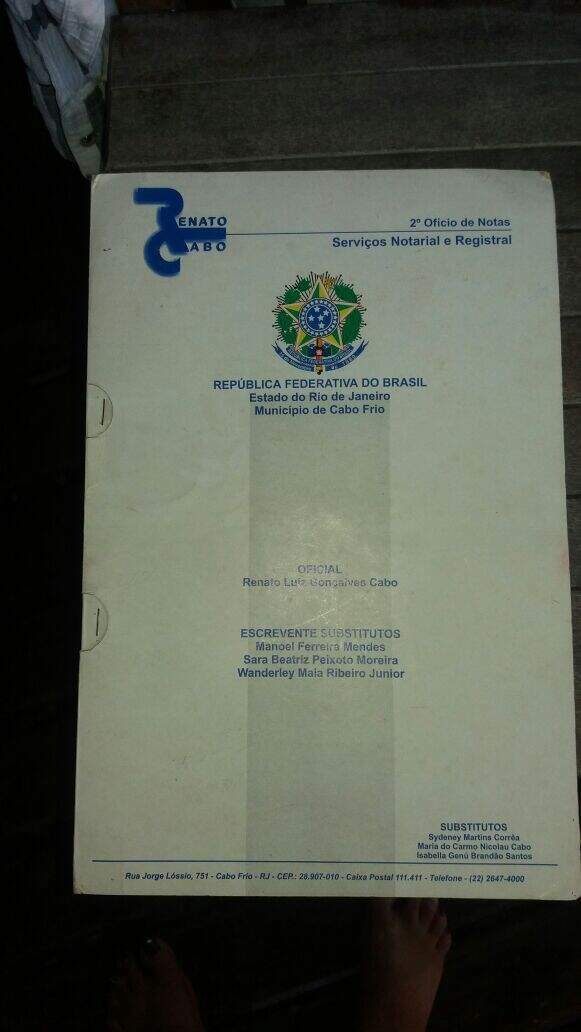 RENATO
CABO
2º Oficio de Notas
Serviços Notarial e Registral
REPÚBLICA FEDERATIVA DO BRASIL
Estado do Rio de Janeiro
Município de Cabo Frio
OFICIAL
Renato Luiz Gonçalves Cabo
ESCREVENTE SUBSTITUTOS
Manoel Ferreira Mendes
Sara Beatriz Peixoto Moreira
Wanderley Maia Ribeiro Junior
SUBSTITUTOS
Sydeney Martins Corrêa
Maria do Carmo Nicolau Cabo
Isabella Genú Brandão Santos
Rua Jorge Lóssio, 751 - Cabo Frio - RJ - CEP.: 28.907-010 - Caixa Postal 111.411 - Telefone - (22) 2647-4000